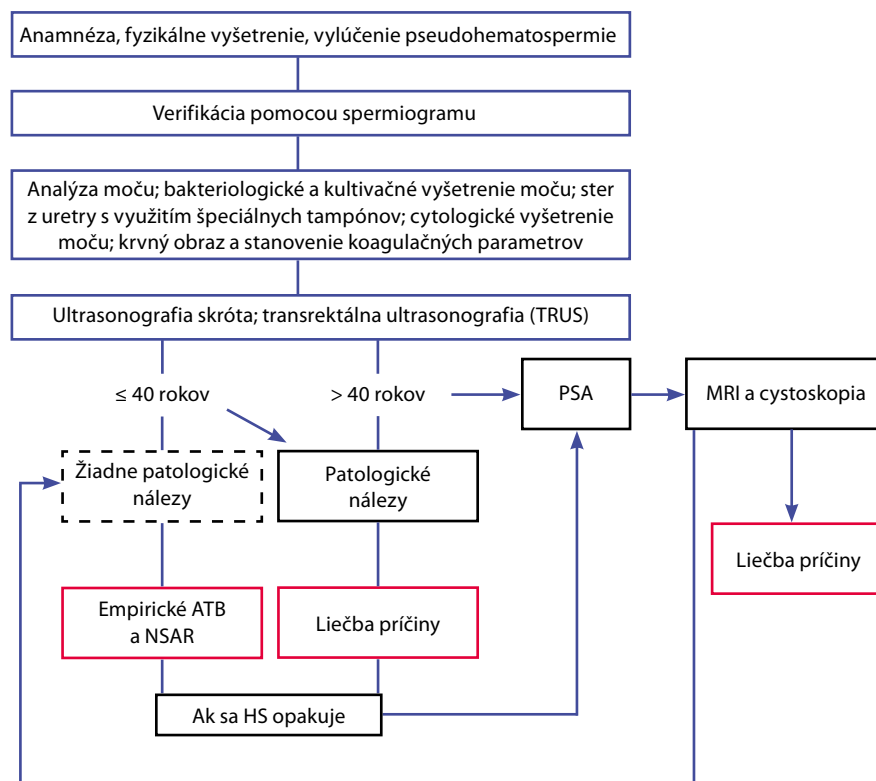 Anamnéza, fyzikálne vyšetrenie, vylúčenie pseudohematospermie
Verifikácia pomocou spermiogramu
Analýza moču; bakteriologické a kultivačné vyšetrenie moču; ster
z uretry s využitím špeciálnych tampónov; cytologické vyšetrenie
moču; krvný obraz a stanovenie koagulačných parametrov
Ultrasonografia skróta; transrektálna ultrasonografia (TRUS)
≤ 40 rokov
> 40 rokov
PSA
MRI a cystoskopia
Žiadne patologické
nálezy
Patologické
nálezy
Liečba príčiny
Empirické ATB
a NSAR
Liečba príčiny
Ak sa HS opakuje